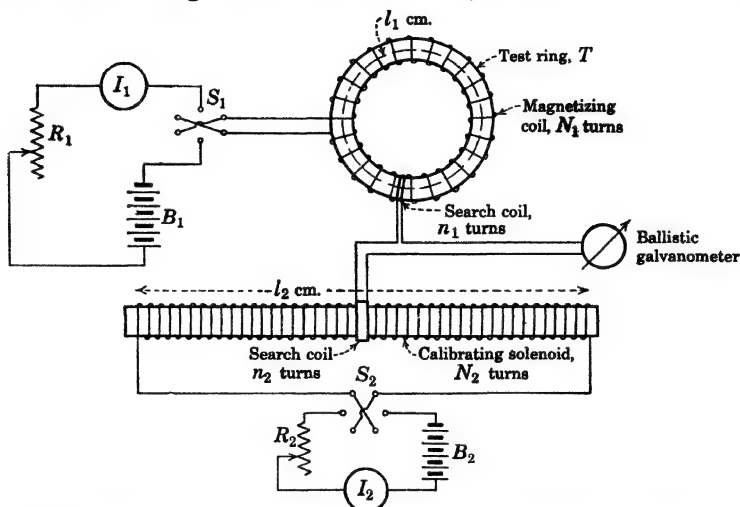 l₁ cm.
Test ring, T
I₁
S₁
Magnetizing
coil, N₁ turns
R₁
B₁
Search coil,
n₁ turns
Ballistic
galvanometer
l₂ cm.
Search coil
n₂ turns
Calibrating solenoid,
N₂ turns
S₂
R₂
B₂
I₂